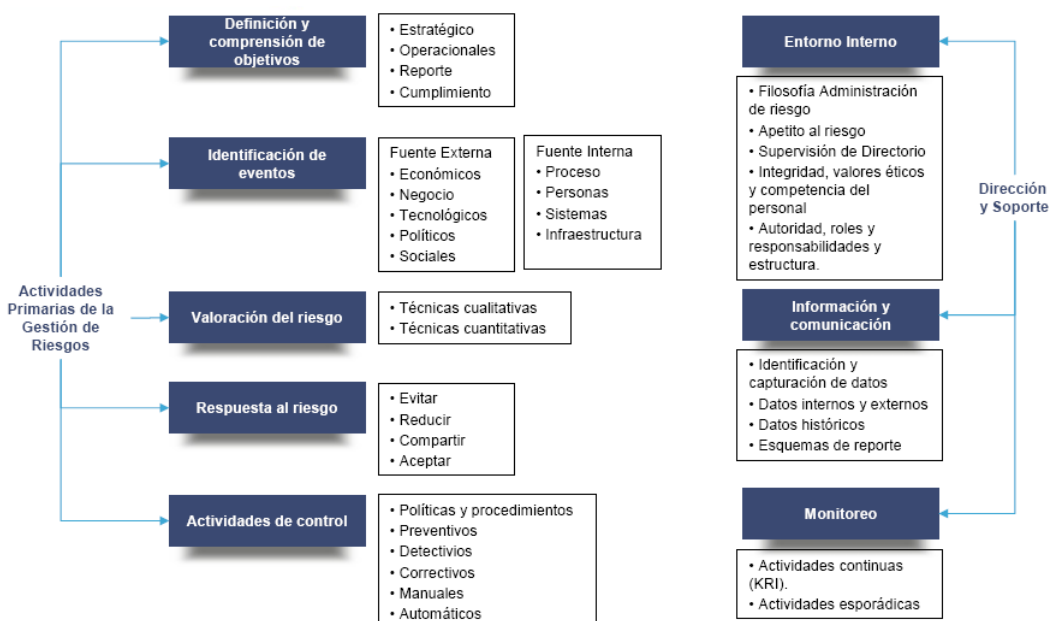 Actividades
Primarias de la
Gestión de
Riesgos
Definición y
comprensión de
objetivos
• Estratégico
• Operacionales
• Reporte
• Cumplimiento
Identificación de
eventos
Fuente Externa
• Económicos
• Negocio
• Tecnológicos
• Políticos
• Sociales
Fuente Interna
• Proceso
• Personas
• Sistemas
• Infraestructura
Valoración del riesgo
• Técnicas cualitativas
• Técnicas cuantitativas
Respuesta al riesgo
• Evitar
• Reducir
• Compartir
• Aceptar
Actividades de control
• Políticas y procedimientos
• Preventivos
• Detectivios
• Correctivos
• Manuales
• Automáticos
Dirección
y Soporte
Entorno Interno
• Filosofía Administración
de riesgo
• Apetito al riesgo
• Supervisión de Directorio
• Integridad, valores éticos
y competencia del
personal
• Autoridad, roles y
responsabilidades y
estructura.
Información y
comunicación
• Identificación y
capturación de datos
• Datos internos y externos
• Datos históricos
• Esquemas de reporte
Monitoreo
• Actividades continuas
(KRI).
• Actividades esporádicas